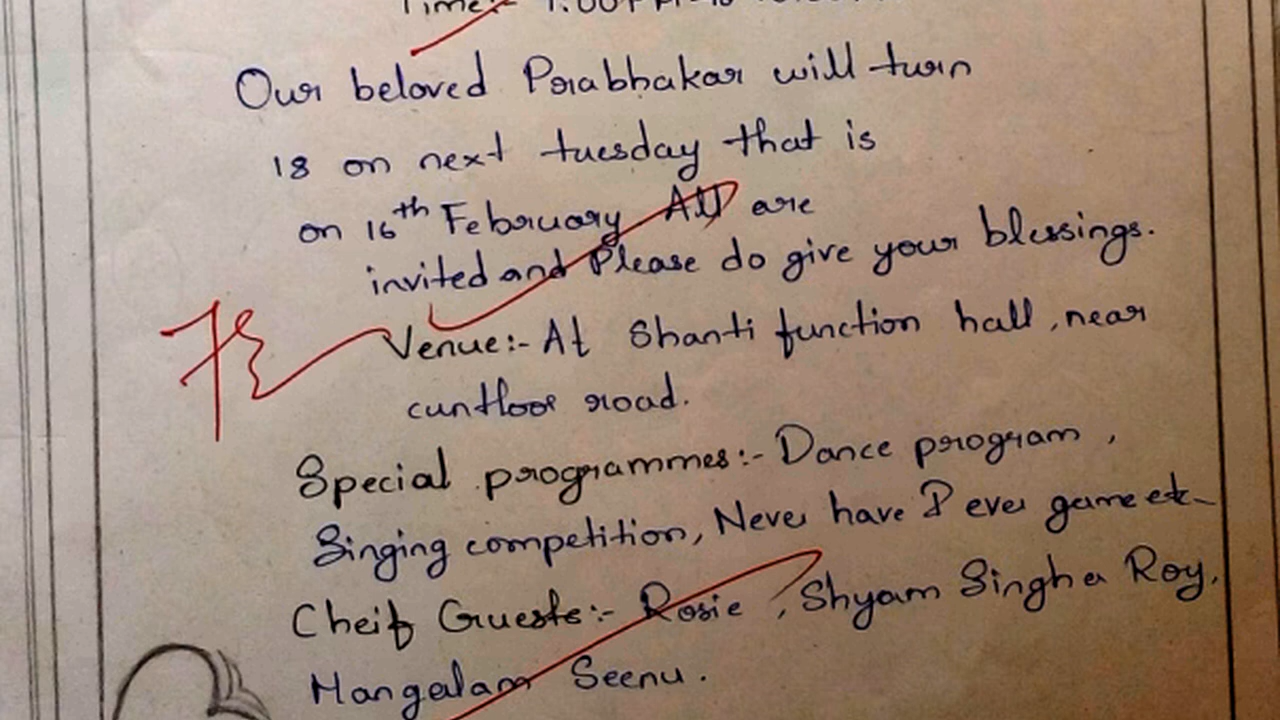 Time:-
Our beloved Prabhakar will turn
18 on next tuesday that is
on 16th February All are
invited and Please do give your blessings.
Venue:- At Shanti function hall, near
road.
Special programmes:- Dance program,
Singing competition, Never have I ever game etc
Cheif Guests:- Rosie, Shyam Singha Roy,
Mangalam Seenu.